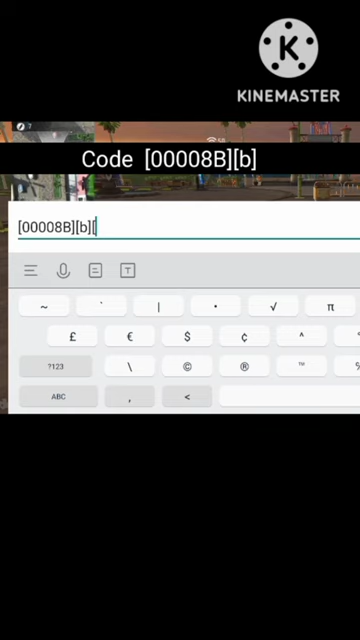 K
KINEMASTER
Code [00008B][b]
[00008B][b][
~ ` | • √ π
£ € $ ¢ ^ °
?123 \ © ® ™ %
ABC , <
T